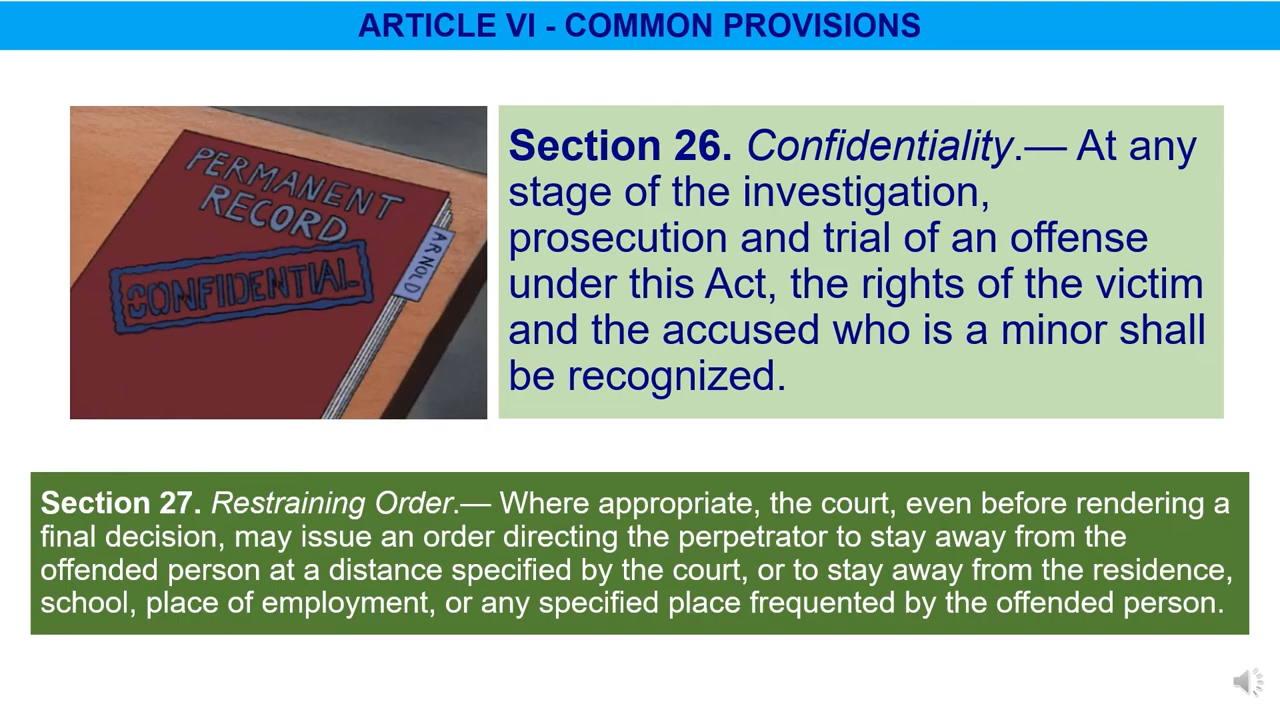 ARTICLE VI - COMMON PROVISIONS
PERMANENT
RECORD
CONFIDENTIAL
ARNOLD
Section 26. Confidentiality.— At any
stage of the investigation,
prosecution and trial of an offense
under this Act, the rights of the victim
and the accused who is a minor shall
be recognized.
Section 27. Restraining Order.— Where appropriate, the court, even before rendering a
final decision, may issue an order directing the perpetrator to stay away from the
offended person at a distance specified by the court, or to stay away from the residence,
school, place of employment, or any specified place frequented by the offended person.